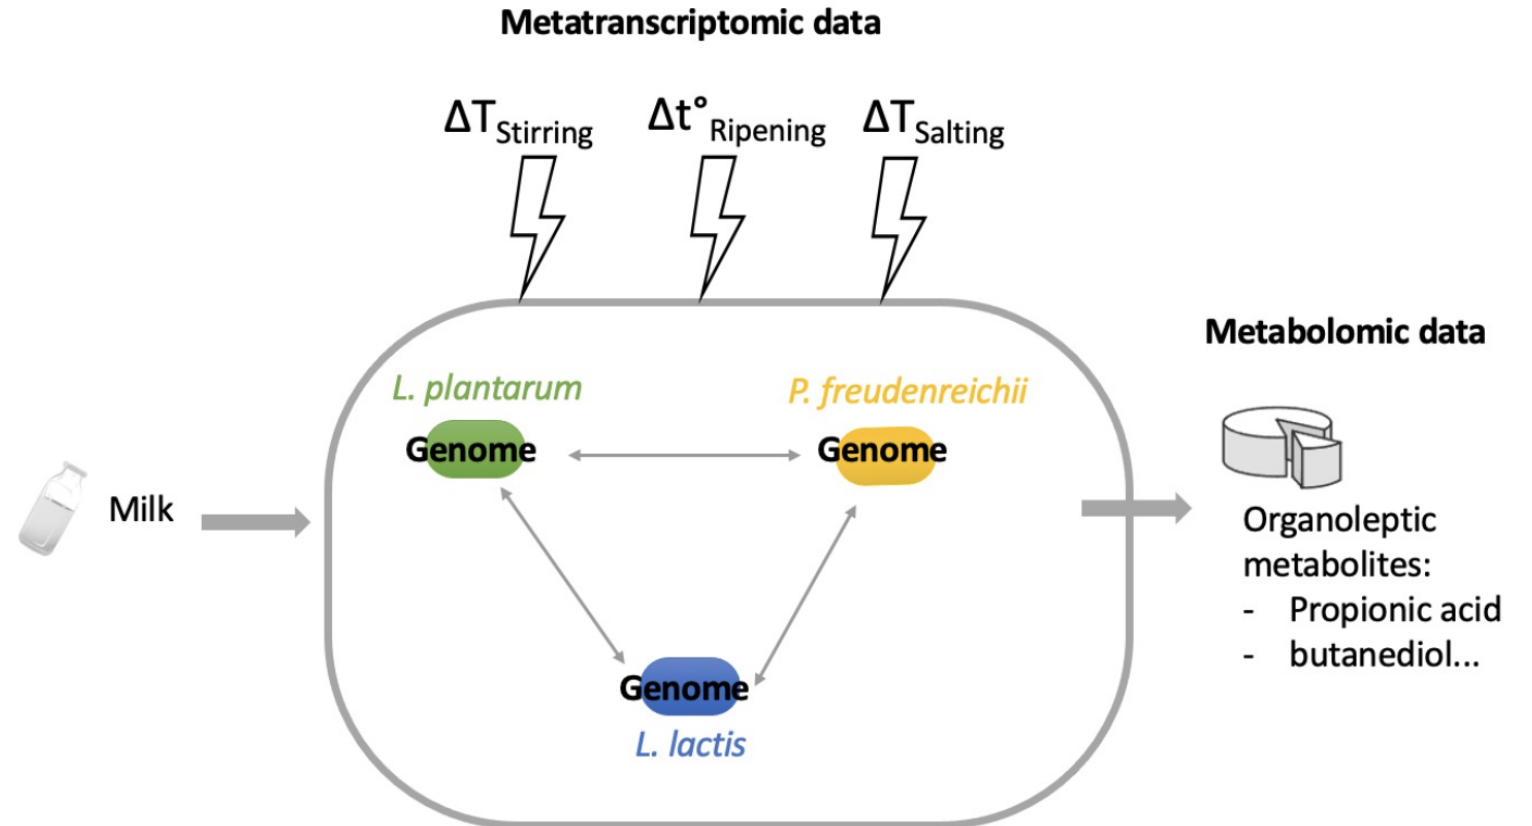 Metatranscriptomic data
ΔTStirring Δt°Ripening ΔTSalting
Metabolomic data
L. plantarum P. freudenreichii
Genome Genome
Milk
Organoleptic
metabolites:
- Propionic acid
- butanediol...
Genome
L. lactis